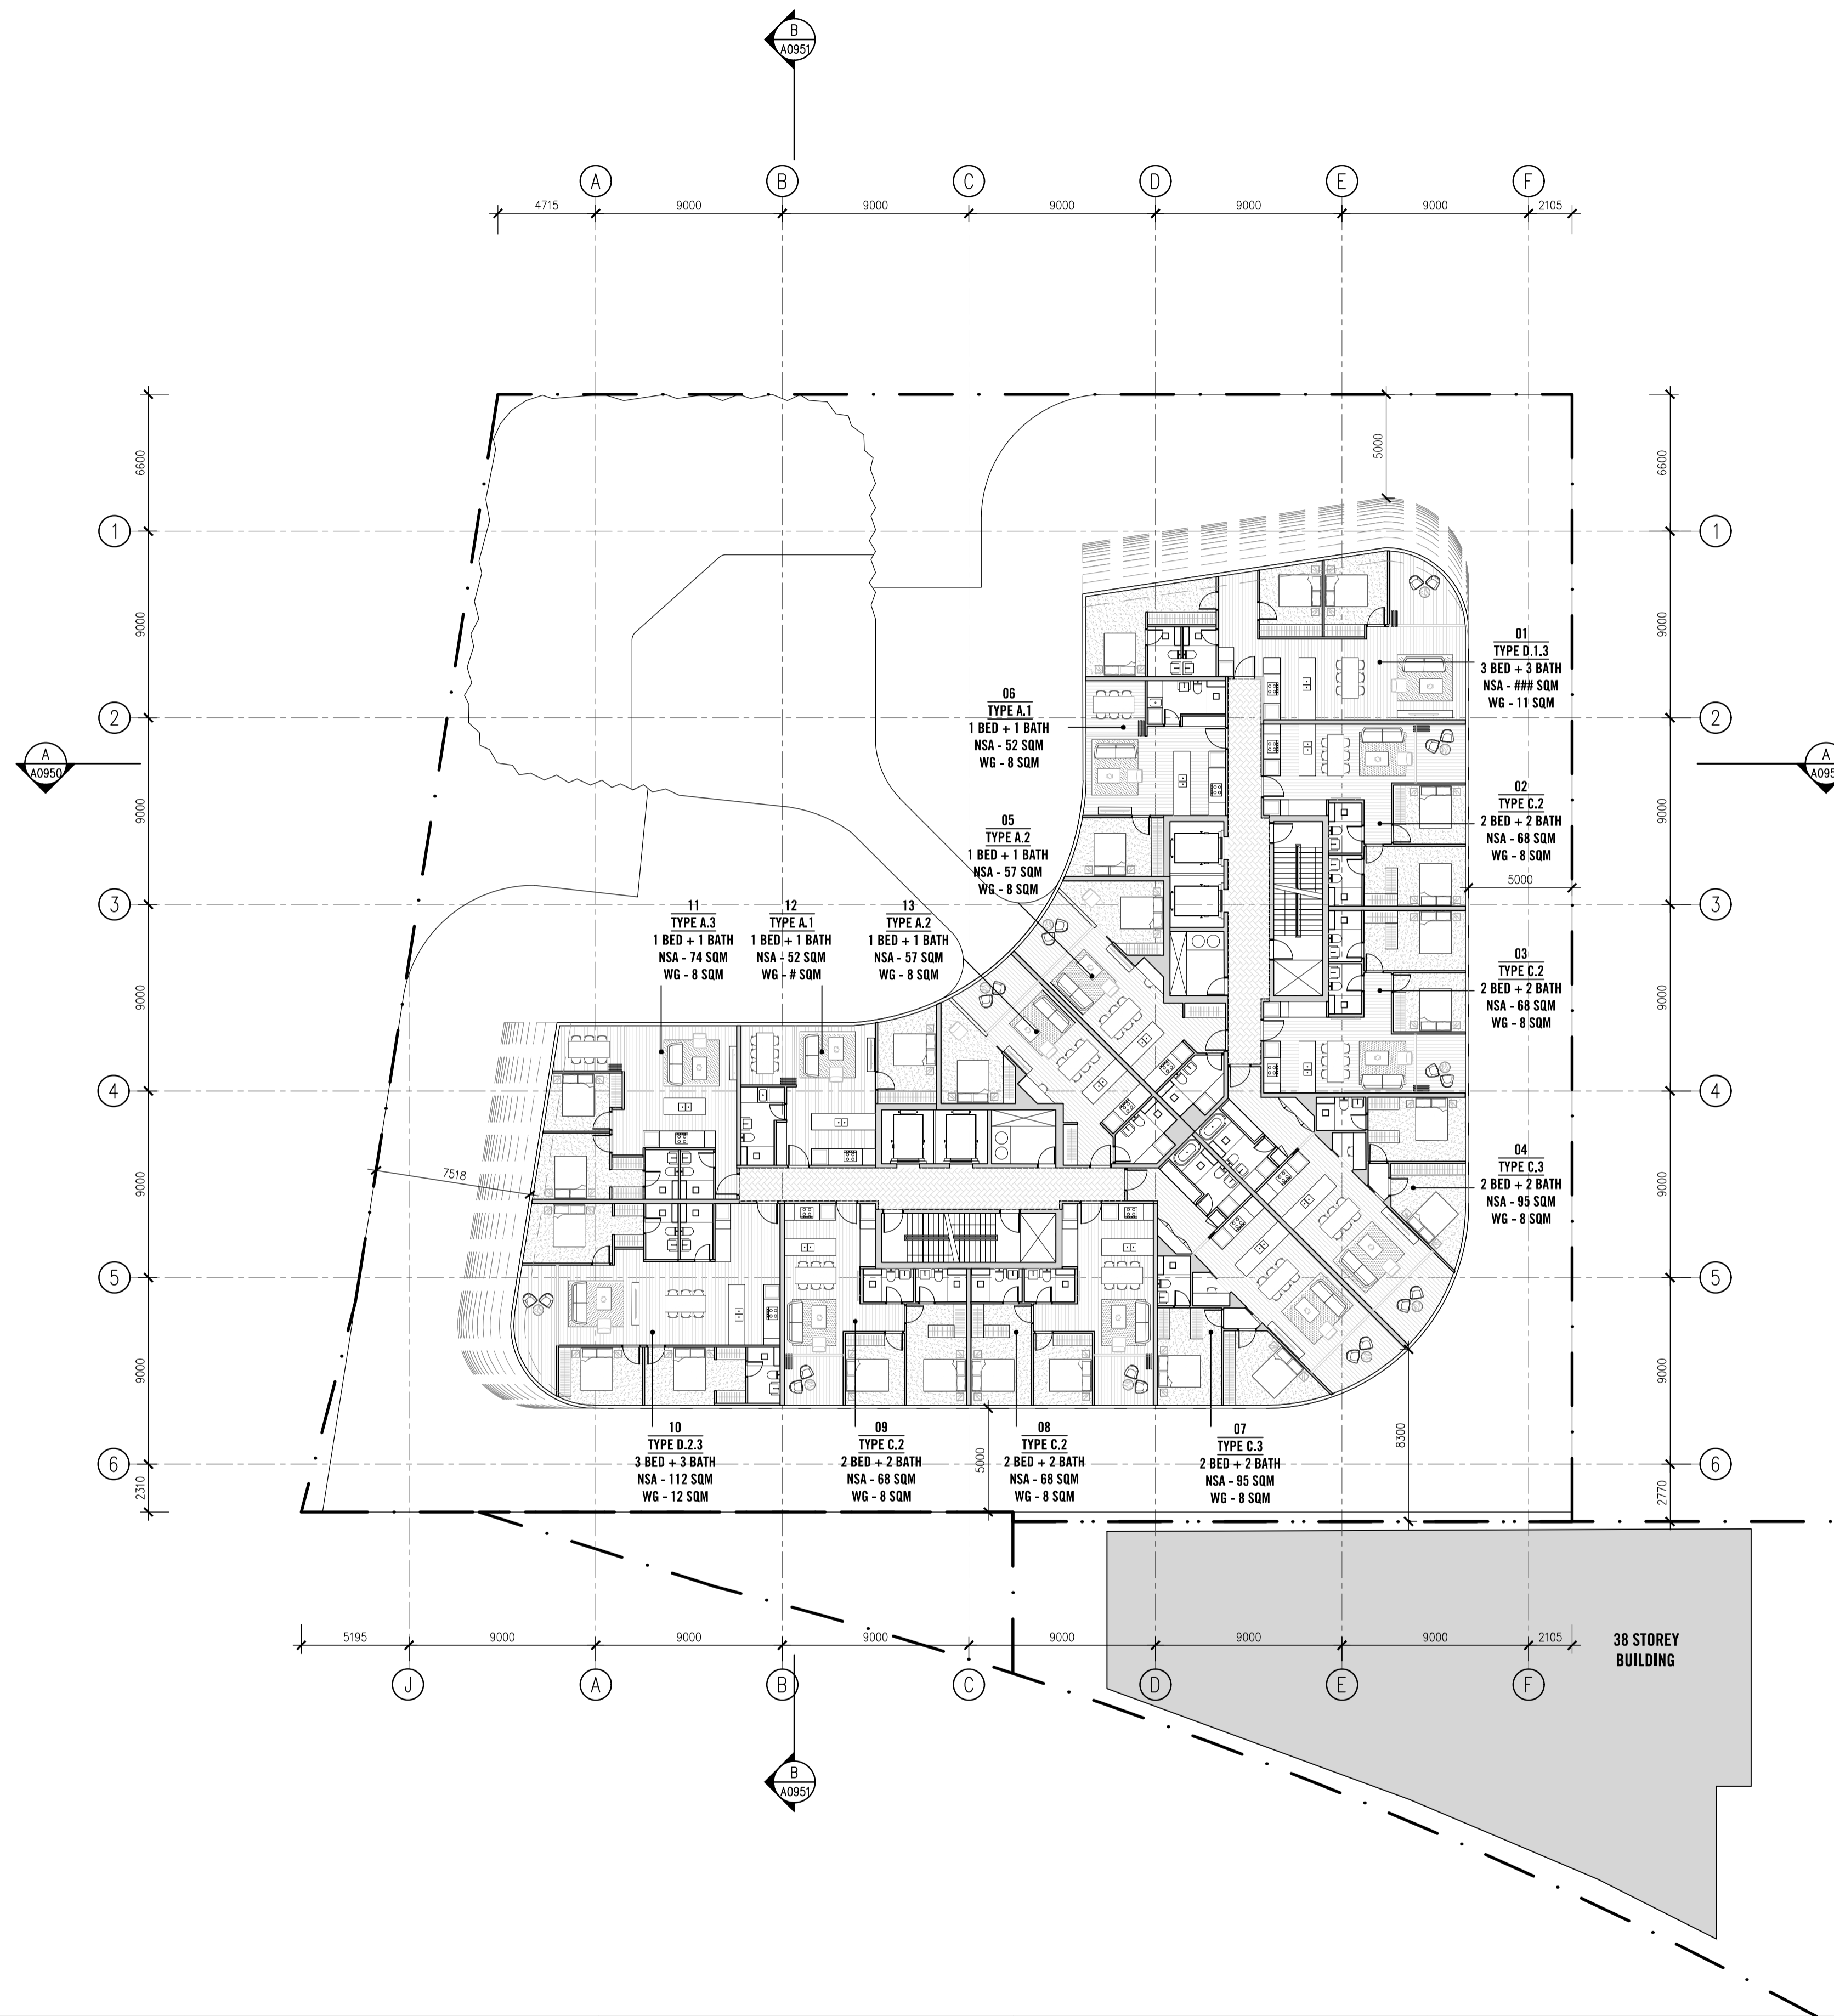 B
A0951
A
B
C
D
E
F
4715
9000
9000
9000
9000
9000
2105
6600
5000
6600
1
1
9000
9000
01
TYPE D.1.3
3 BED + 3 BATH
NSA - ### SQM
WG - 11 SQM
06
TYPE A.1
1 BED + 1 BATH
NSA - 52 SQM
WG - 8 SQM
2
2
A
A0950
A
9000
9000
02
TYPE C.2
2 BED + 2 BATH
NSA - 68 SQM
WG - 8 SQM
05
TYPE A.2
1 BED + 1 BATH
NSA - 57 SQM
WG - 8 SQM
5000
3
3
11
TYPE A.3
1 BED + 1 BATH
NSA - 74 SQM
WG - 8 SQM
12
TYPE A.1
1 BED + 1 BATH
NSA - 52 SQM
WG - # SQM
13
TYPE A.2
1 BED + 1 BATH
NSA - 57 SQM
WG - 8 SQM
03
TYPE C.2
2 BED + 2 BATH
NSA - 68 SQM
WG - 8 SQM
9000
9000
4
4
9000
7518
9000
04
TYPE C.3
2 BED + 2 BATH
NSA - 95 SQM
WG - 8 SQM
5
5
9000
9000
10
TYPE D.2.3
3 BED + 3 BATH
NSA - 112 SQM
WG - 12 SQM
09
TYPE C.2
2 BED + 2 BATH
NSA - 68 SQM
WG - 8 SQM
5000
08
TYPE C.2
2 BED + 2 BATH
NSA - 68 SQM
WG - 8 SQM
07
TYPE C.3
2 BED + 2 BATH
NSA - 95 SQM
WG - 8 SQM
8300
6
6
2310
2770
5195
9000
9000
9000
9000
9000
9000
2105
38 STOREY
BUILDING
J
A
B
C
D
E
F
B
A0951